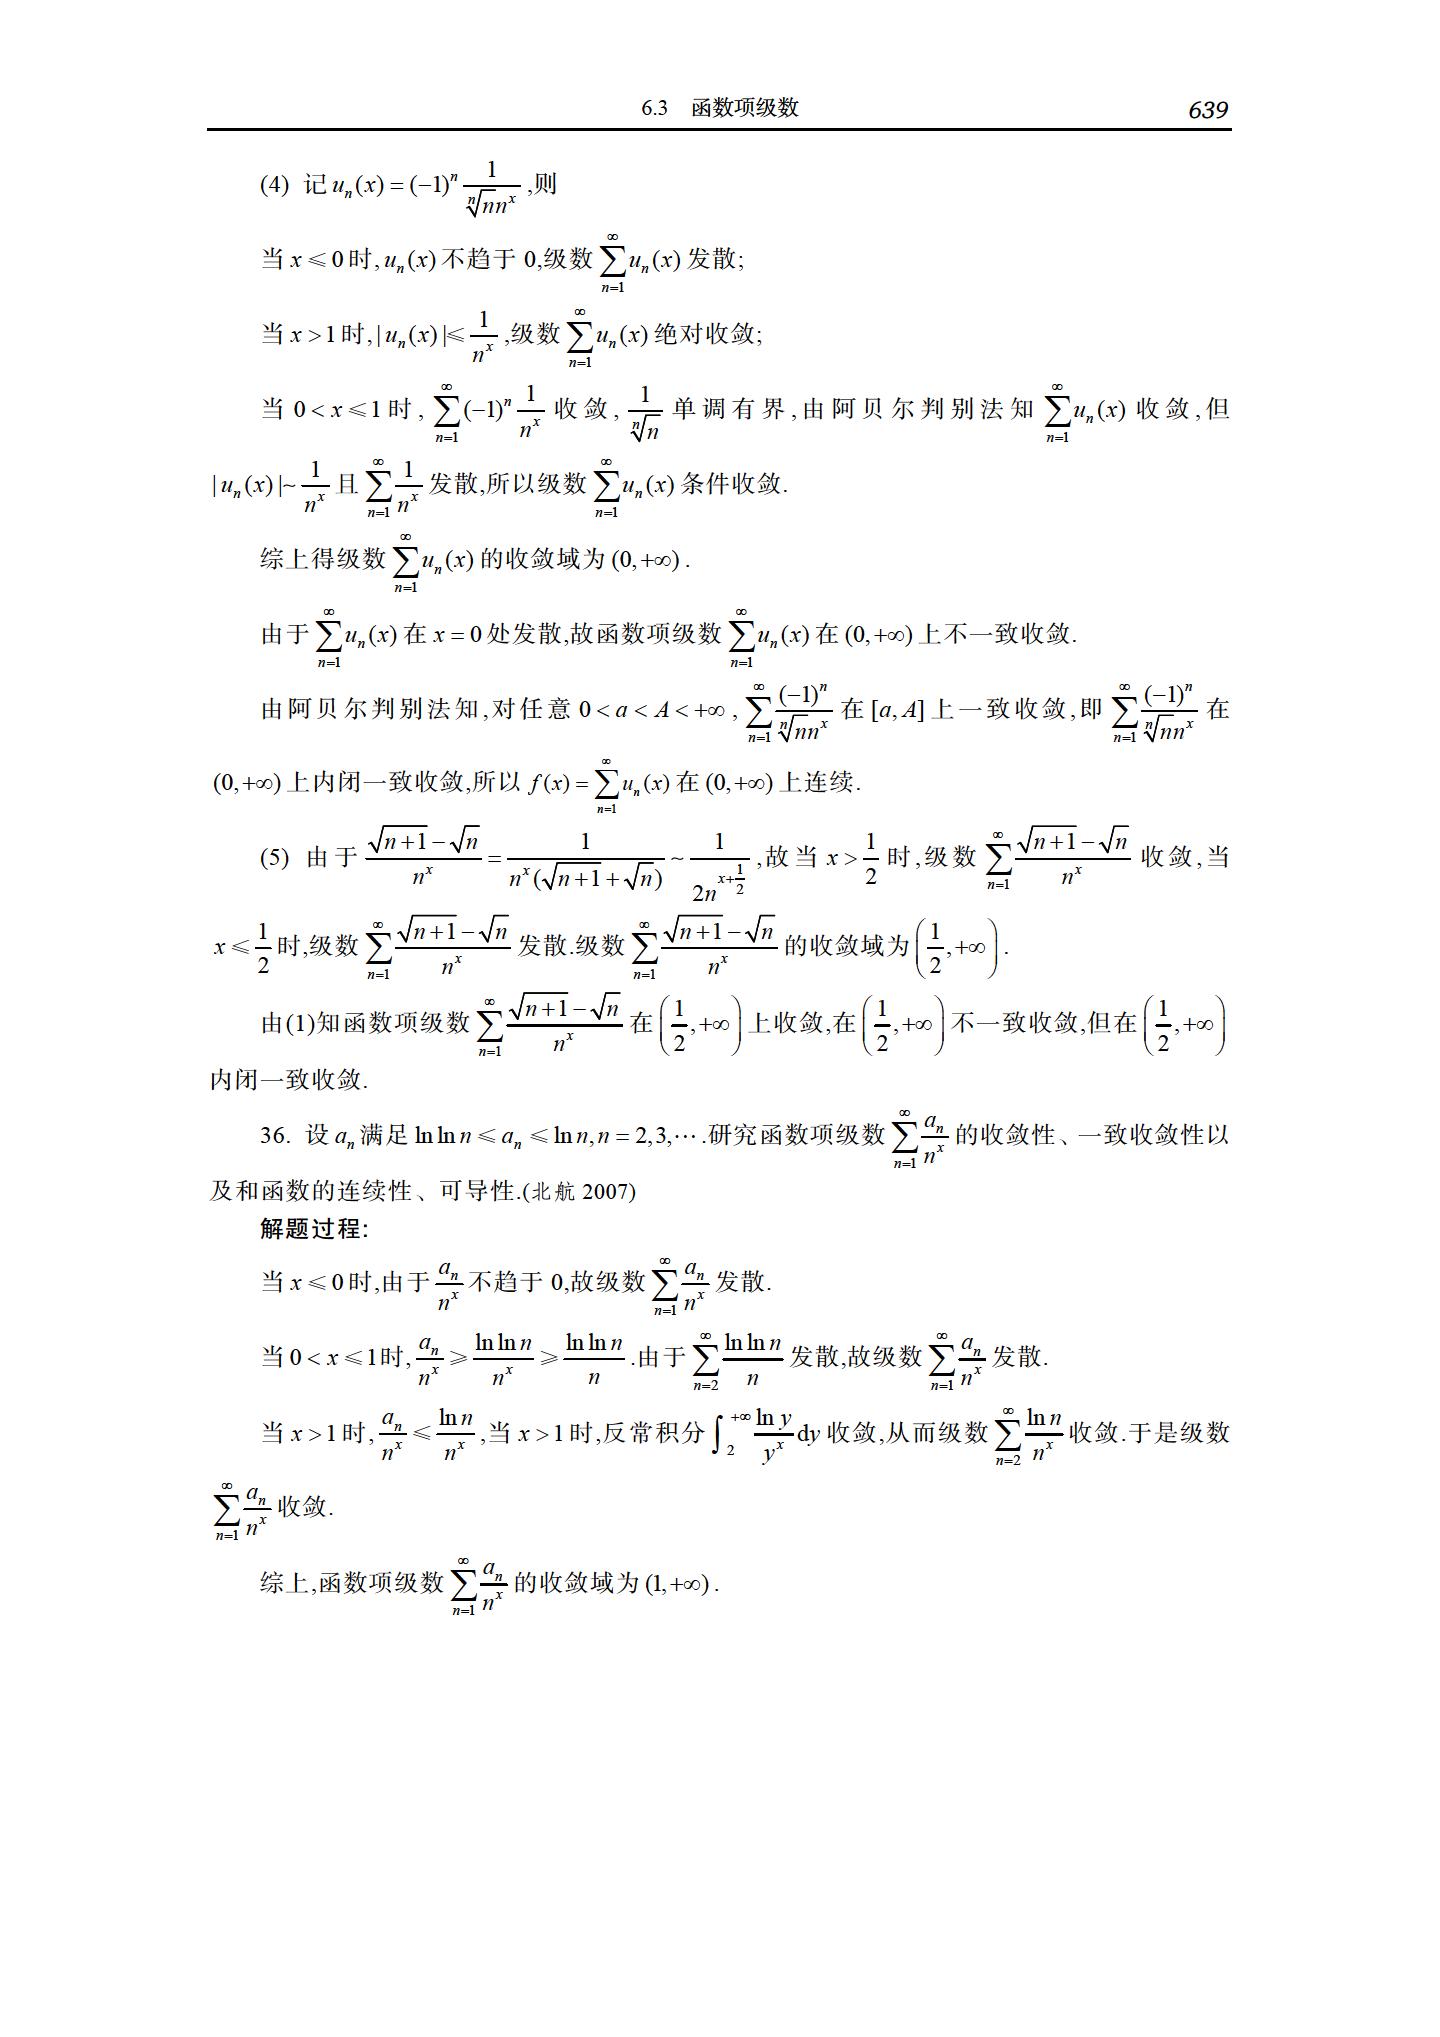 6.3 函数项级数 639
(4) 记 $u_n(x)=(-1)^n\frac{1}{\sqrt[n]{n}n^x}$,则
当 $x\leqslant 0$ 时, $u_n(x)$ 不趋于 0,级数 $\sum_{n=1}^{\infty}u_n(x)$ 发散;
当 $x>1$ 时, $|u_n(x)|\leqslant\frac{1}{n^x}$ ,级数 $\sum_{n=1}^{\infty}u_n(x)$ 绝对收敛;
当 $0<x\leqslant 1$ 时, $\sum_{n=1}^{\infty}(-1)^n\frac{1}{n^x}$ 收敛, $\frac{1}{\sqrt[n]{n}}$ 单调有界,由阿贝尔判别法知 $\sum_{n=1}^{\infty}u_n(x)$ 收敛,但
$|u_n(x)|\sim\frac{1}{n^x}$ 且 $\sum_{n=1}^{\infty}\frac{1}{n^x}$ 发散,所以级数 $\sum_{n=1}^{\infty}u_n(x)$ 条件收敛.
综上得级数 $\sum_{n=1}^{\infty}u_n(x)$ 的收敛域为 $(0,+\infty)$ .
由于 $\sum_{n=1}^{\infty}u_n(x)$ 在 $x=0$ 处发散,故函数项级数 $\sum_{n=1}^{\infty}u_n(x)$ 在 $(0,+\infty)$ 上不一致收敛.
由阿贝尔判别法知,对任意 $0<a<A<+\infty$ , $\sum_{n=1}^{\infty}\frac{(-1)^n}{\sqrt[n]{n}n^x}$ 在 $[a,A]$ 上一致收敛,即 $\sum_{n=1}^{\infty}\frac{(-1)^n}{\sqrt[n]{n}n^x}$ 在
$(0,+\infty)$ 上内闭一致收敛,所以 $f(x)=\sum_{n=1}^{\infty}u_n(x)$ 在 $(0,+\infty)$ 上连续.
(5) 由于 $\frac{\sqrt{n+1}-\sqrt{n}}{n^x}=\frac{1}{n^x(\sqrt{n+1}+\sqrt{n})}\sim\frac{1}{2n^{x+\frac{1}{2}}}$ ,故当 $x>\frac{1}{2}$ 时,级数 $\sum_{n=1}^{\infty}\frac{\sqrt{n+1}-\sqrt{n}}{n^x}$ 收敛,当
$x\leqslant\frac{1}{2}$ 时,级数 $\sum_{n=1}^{\infty}\frac{\sqrt{n+1}-\sqrt{n}}{n^x}$ 发散.级数 $\sum_{n=1}^{\infty}\frac{\sqrt{n+1}-\sqrt{n}}{n^x}$ 的收敛域为 $\left(\frac{1}{2},+\infty\right)$ .
由(1)知函数项级数 $\sum_{n=1}^{\infty}\frac{\sqrt{n+1}-\sqrt{n}}{n^x}$ 在 $\left(\frac{1}{2},+\infty\right)$ 上收敛,在 $\left(\frac{1}{2},+\infty\right)$ 不一致收敛,但在 $\left(\frac{1}{2},+\infty\right)$
内闭一致收敛.
36. 设 $a_n$ 满足 $\ln\ln n\leqslant a_n\leqslant\ln n,n=2,3,\cdots$ .研究函数项级数 $\sum_{n=1}^{\infty}\frac{a_n}{n^x}$ 的收敛性、一致收敛性以
及和函数的连续性、可导性.(北航 2007)
解题过程:
当 $x\leqslant 0$ 时,由于 $\frac{a_n}{n^x}$ 不趋于 0,故级数 $\sum_{n=1}^{\infty}\frac{a_n}{n^x}$ 发散.
当 $0<x\leqslant 1$ 时, $\frac{a_n}{n^x}\geqslant\frac{\ln\ln n}{n^x}\geqslant\frac{\ln\ln n}{n}$ .由于 $\sum_{n=2}^{\infty}\frac{\ln\ln n}{n}$ 发散,故级数 $\sum_{n=1}^{\infty}\frac{a_n}{n^x}$ 发散.
当 $x>1$ 时, $\frac{a_n}{n^x}\leqslant\frac{\ln n}{n^x}$ ,当 $x>1$ 时,反常积分 $\int_2^{+\infty}\frac{\ln y}{y^x}\mathrm{d}y$ 收敛,从而级数 $\sum_{n=2}^{\infty}\frac{\ln n}{n^x}$ 收敛.于是级数
$\sum_{n=1}^{\infty}\frac{a_n}{n^x}$ 收敛.
综上,函数项级数 $\sum_{n=1}^{\infty}\frac{a_n}{n^x}$ 的收敛域为 $(1,+\infty)$ .